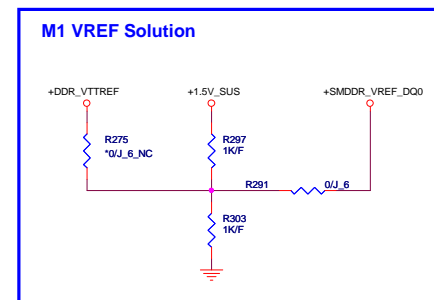 M1 VREF Solution
+DDR_VTTREF
+1.5V_SUS
+SMDDR_VREF_DQ0
R275
*0/J_6_NC
R297
1K/F
R291
0/J_6
R303
1K/F